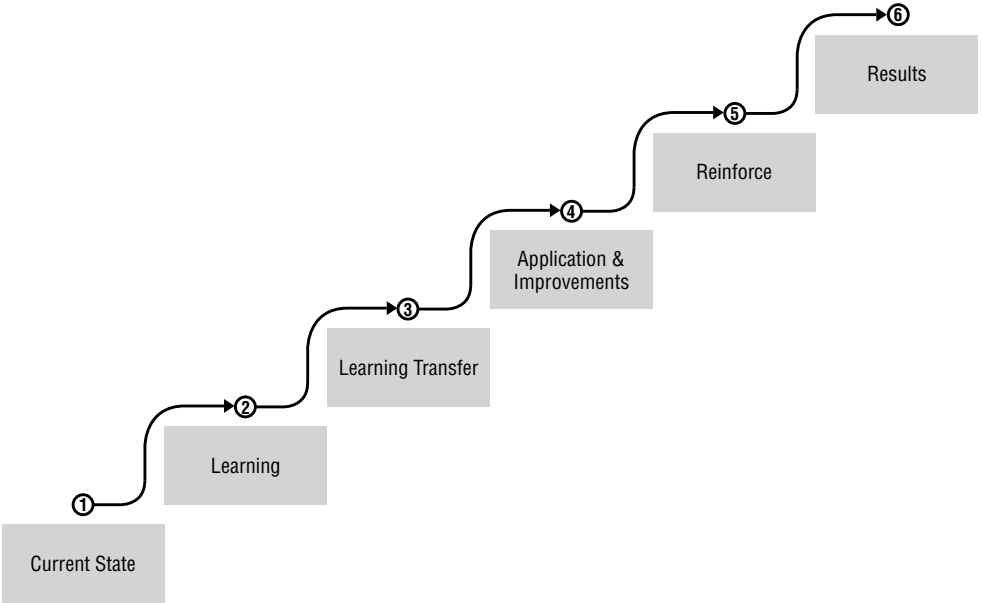 6
Results
5
Reinforce
4
Application &
Improvements
3
Learning Transfer
2
Learning
1
Current State